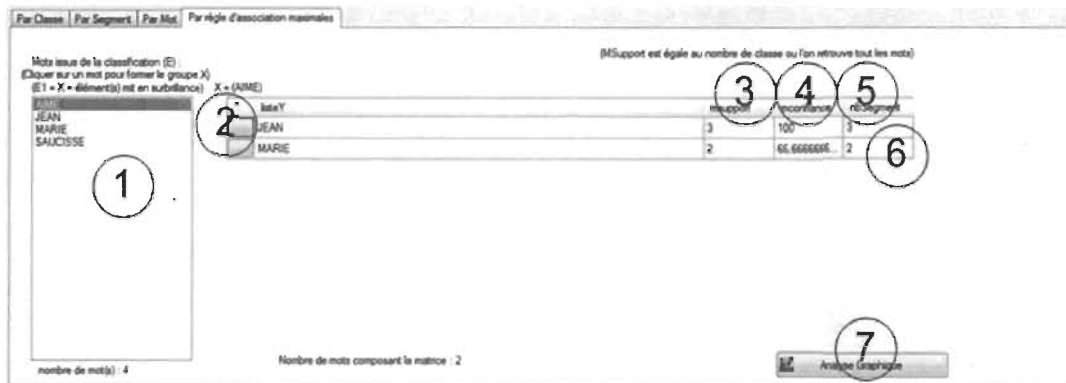 Par Classe Par Segment Par Mot Par règle d'association maximales
Mots issus de la classification (E) :
(Cliquer sur un mot pour former le groupe X)
(E1 = X = élément(s) mit en surbrillance) X = (AIME)
(MSupport est égale au nombre de classe ou l'on retrouve tout les mots)
AIME
JEAN
MARIE
SAUCISSE
1
2
3
4
5
6
7
listeY msupport mconfiance nbSegment
JEAN 3 100 3
MARIE 2 66,6666666... 2
nombre de mot(s) : 4
Nombre de mots composant la matrice : 2
Analyse Graphique